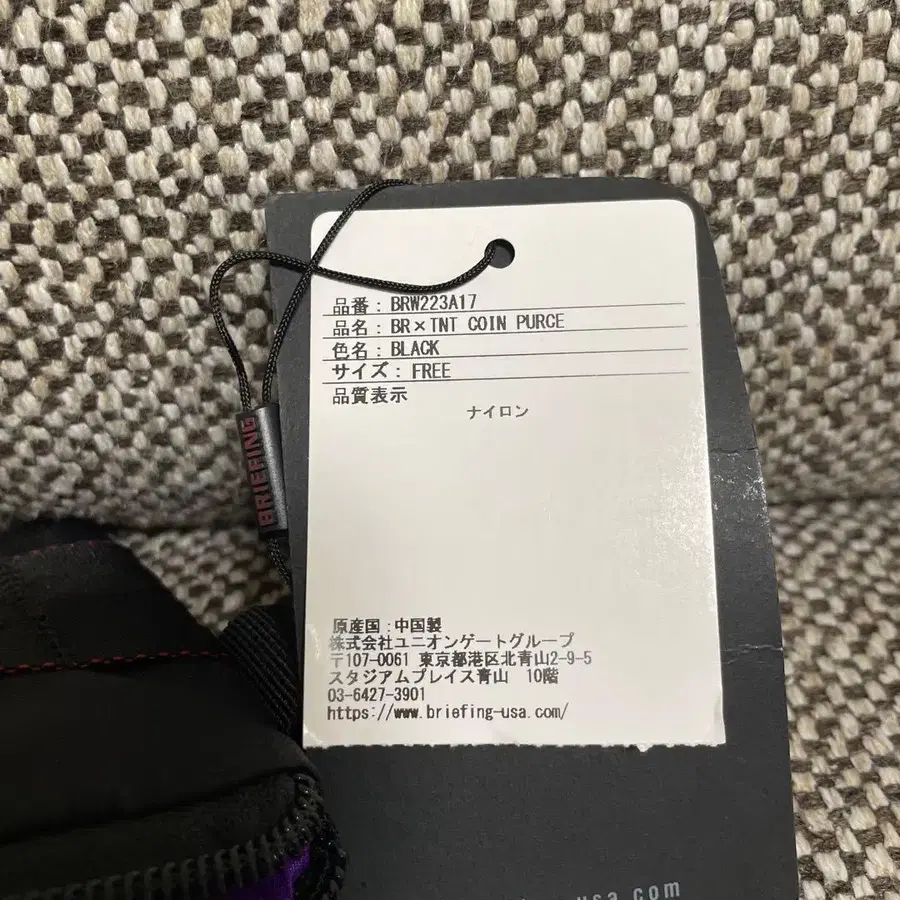 品番: BRW223A17
品名: BR×TNT COIN PURCE
色名: BLACK
サイズ: FREE
品質表示
ナイロン
BRIEFING
原産国:中国製
株式会社ユニオンゲートグループ
〒107-0061 東京都港区北青山2-9-5
スタジアムプレイス青山 10階
03-6427-3901
https://www.briefing-usa.com/
usa.com